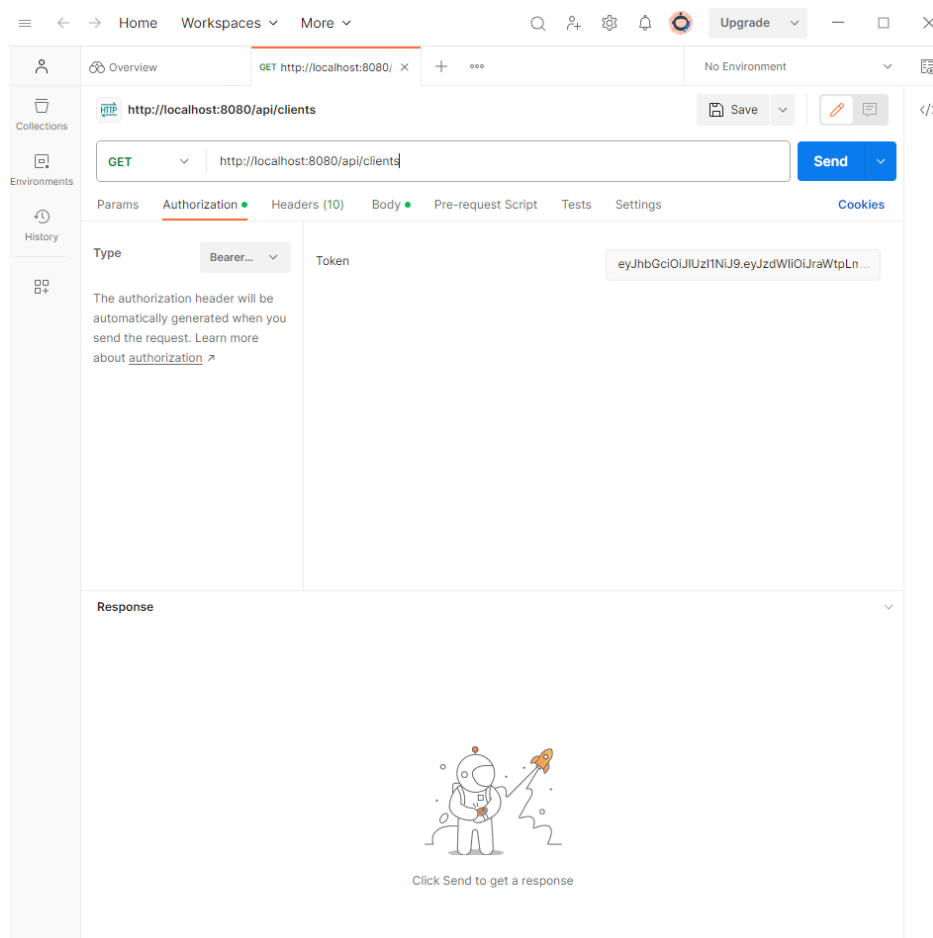 Home Workspaces More Upgrade
Overview GET http://localhost:8080/ No Environment
HTTP http://localhost:8080/api/clients Save
Collections
GET http://localhost:8080/api/clients Send
Environments
Params Authorization Headers (10) Body Pre-request Script Tests Settings Cookies
History
Type Bearer... Token
The authorization header will be
automatically generated when you
send the request. Learn more
about authorization
Response
Click Send to get a response